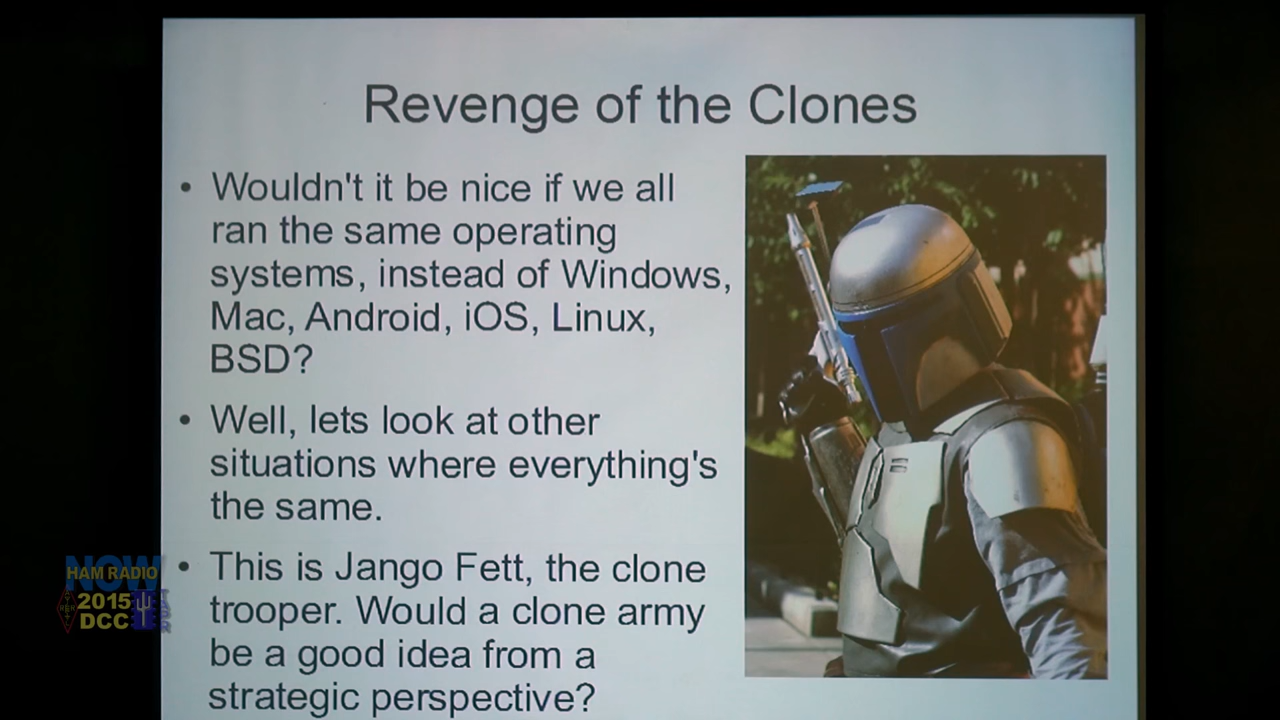 Revenge of the Clones
• Wouldn't it be nice if we all
ran the same operating
systems, instead of Windows,
Mac, Android, iOS, Linux,
BSD?
• Well, lets look at other
situations where everything's
the same.
• This is Jango Fett, the clone
trooper. Would a clone army
be a good idea from a
strategic perspective?
NOW
HAM RADIO
2015
DCC